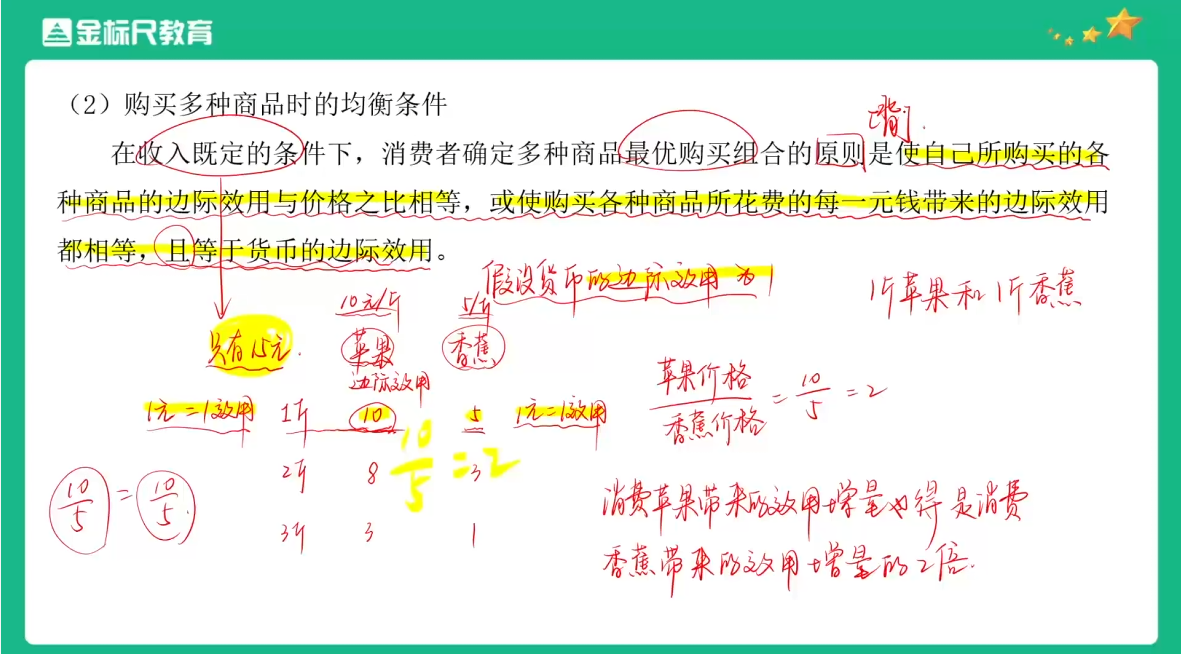 金标尺教育
（2）购买多种商品时的均衡条件
在收入既定的条件下，消费者确定多种商品最优购买组合的原则是使自己所购买的各
种商品的边际效用与价格之比相等，或使购买各种商品所花费的每一元钱带来的边际效用
都相等，且等于货币的边际效用。
假设货币的边际效用为1
10元/斤 5/斤
1斤苹果和1斤香蕉
只有15元.
苹果 香蕉
边际效用
1元=1效用 1斤 10 5 1元=1效用
苹果价格/香蕉价格 = 10/5 = 2
10/5 = 2
2斤 8 3
10/5 = 10/5
3斤 3 1
消费苹果带来的效用增量也得是消费
香蕉带来的效用增量的2倍.